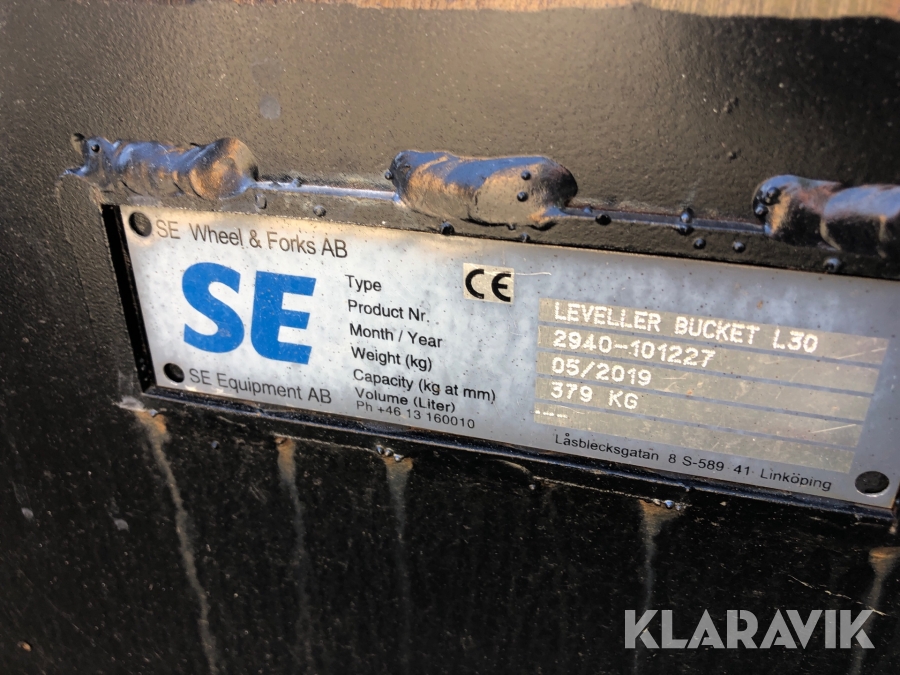 SE Wheel & Forks AB
SE
SE Equipment AB
Type
Product Nr.
Month / Year
Weight (kg)
Capacity (kg at mm)
Volume (Liter)
Ph +46 13 160010
CE
LEVELLER BUCKET L30
2940-101227
05/2019
379 KG
---
Låsblecksgatan 8 S-589 41 Linköping
KLARAVIK